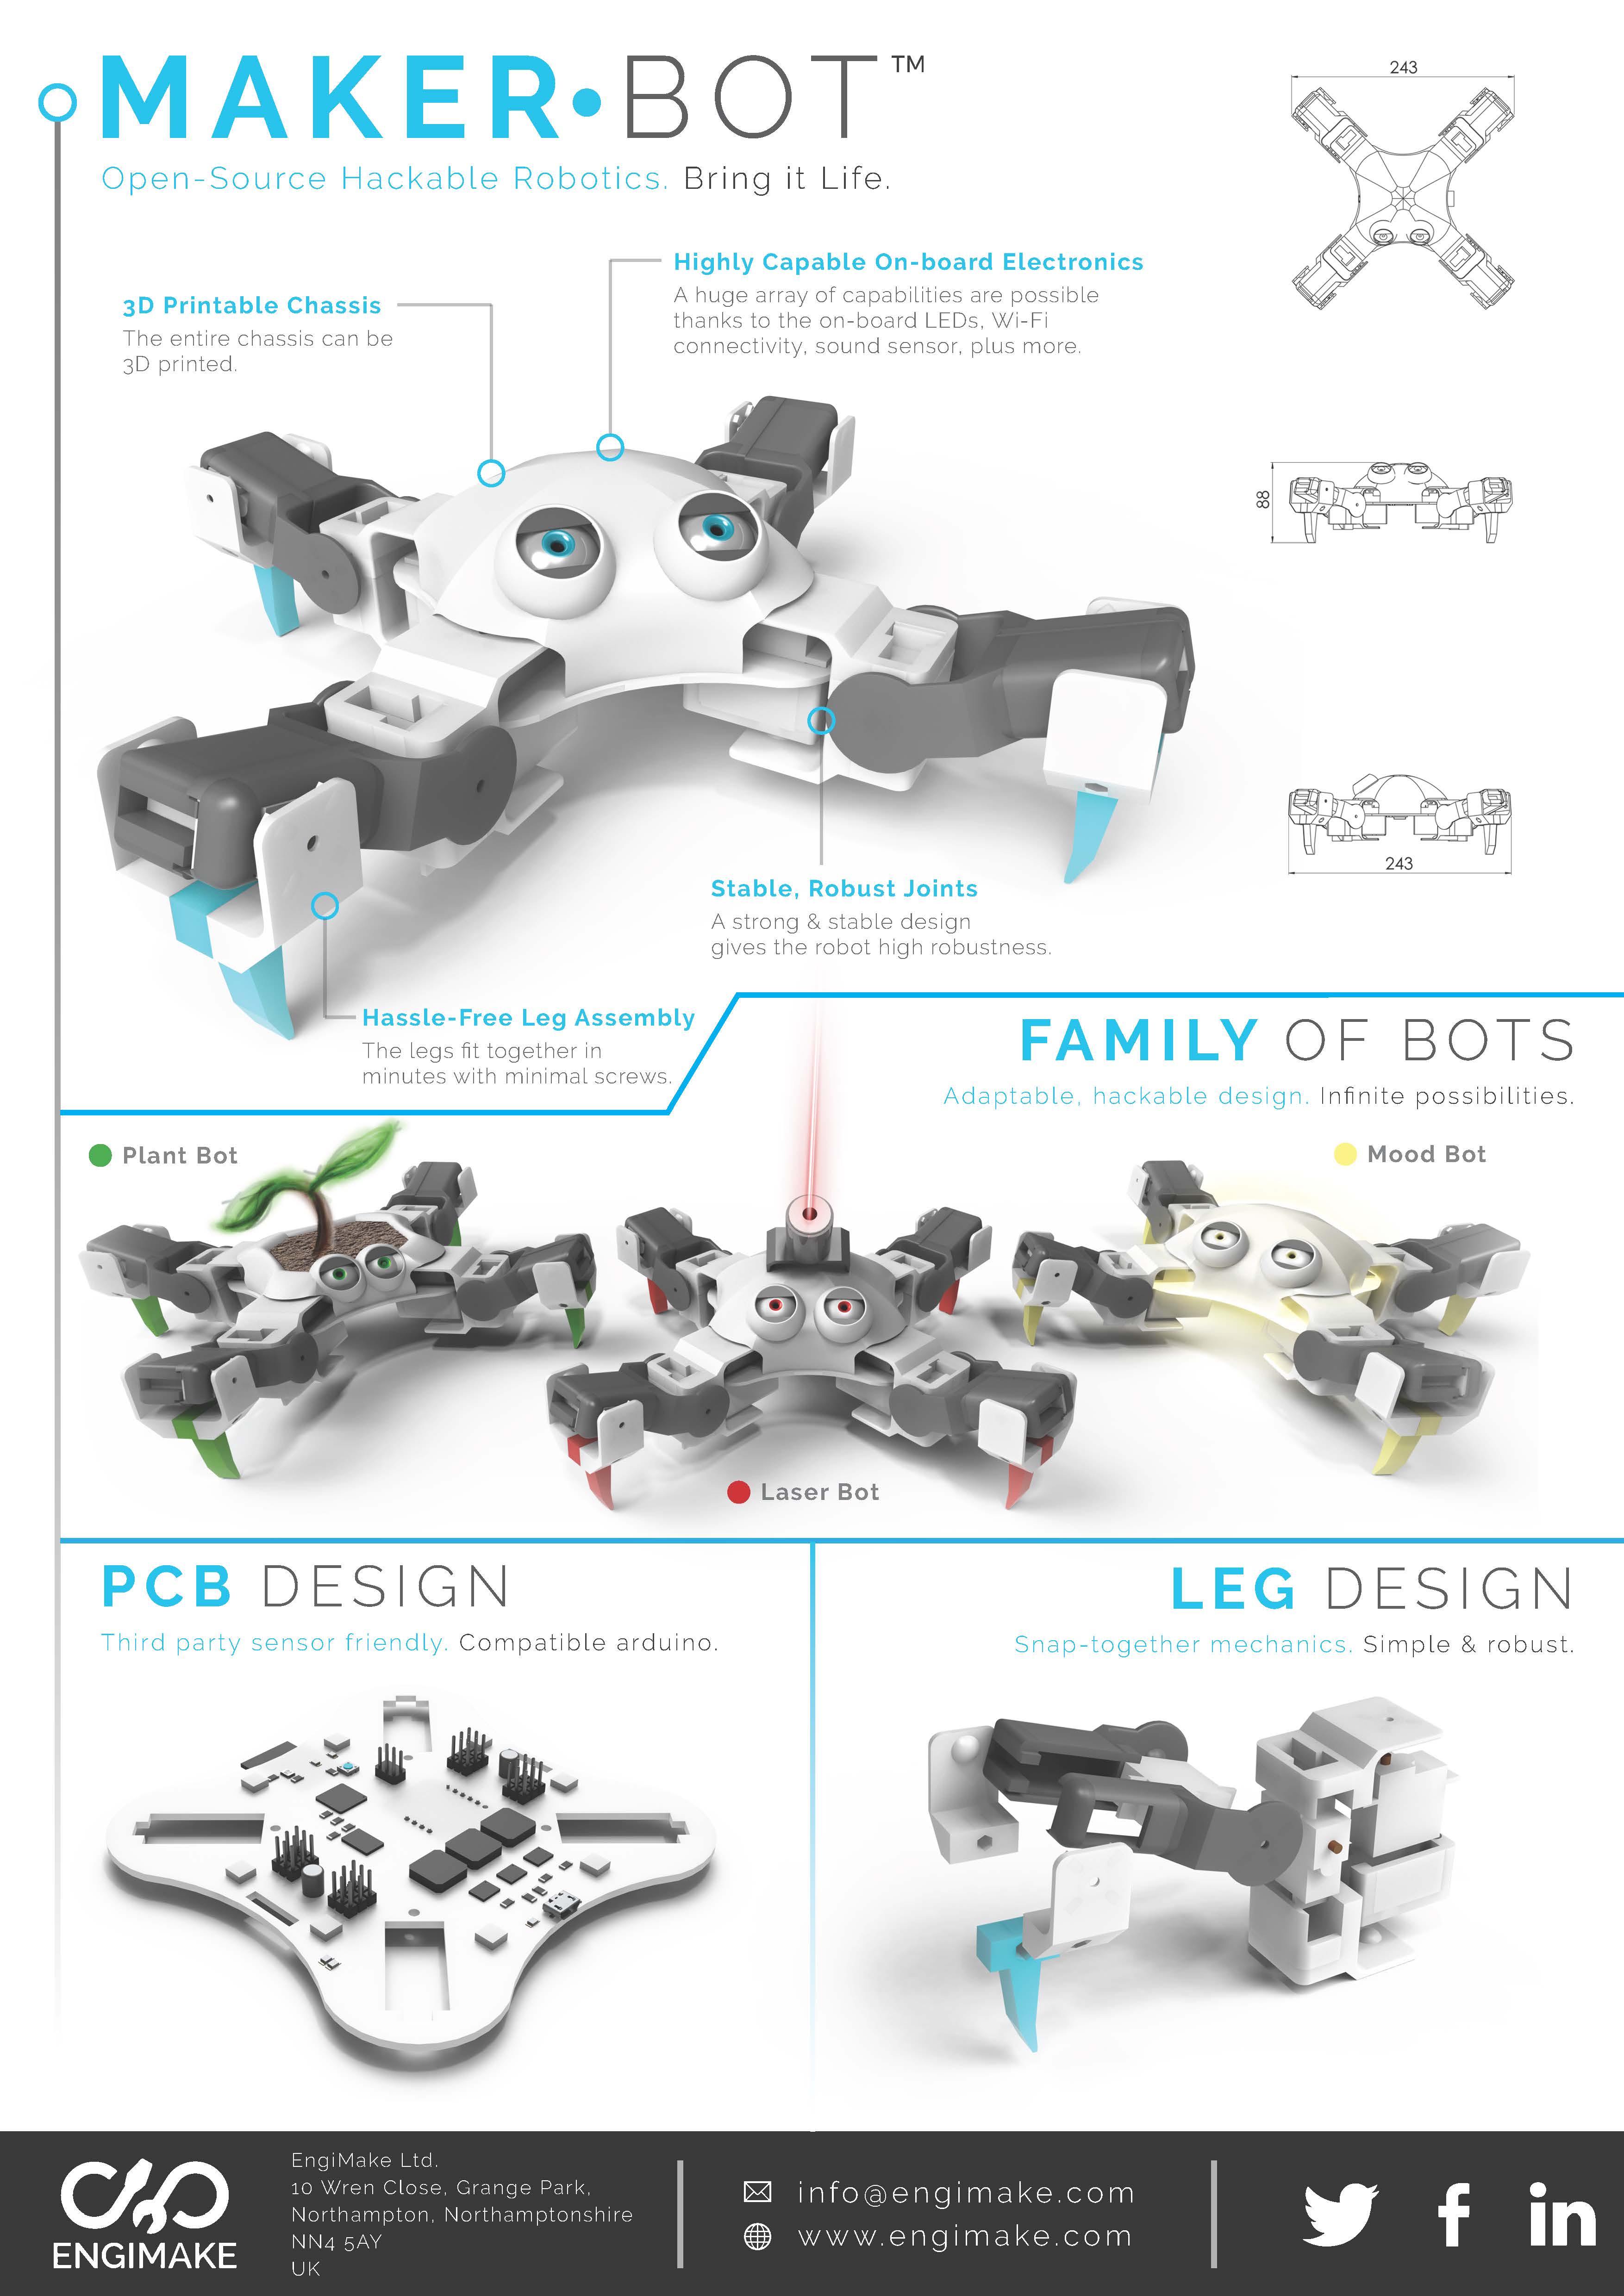 MAKER•BOT™
Open-Source Hackable Robotics. Bring it Life.
243
Highly Capable On-board Electronics
A huge array of capabilities are possible
thanks to the on-board LEDs, Wi-Fi
connectivity, sound sensor, plus more.
3D Printable Chassis
The entire chassis can be
3D printed.
88
243
Stable, Robust Joints
A strong & stable design
gives the robot high robustness.
Hassle-Free Leg Assembly
The legs fit together in
minutes with minimal screws.
FAMILY OF BOTS
Adaptable, hackable design. Infinite possibilities.
Plant Bot
Mood Bot
Laser Bot
PCB DESIGN
Third party sensor friendly. Compatible arduino.
LEG DESIGN
Snap-together mechanics. Simple & robust.
ENGIMAKE
EngiMake Ltd.
10 Wren Close, Grange Park,
Northampton, Northamptonshire
NN4 5AY
UK
info@engimake.com
www.engimake.com
f
in